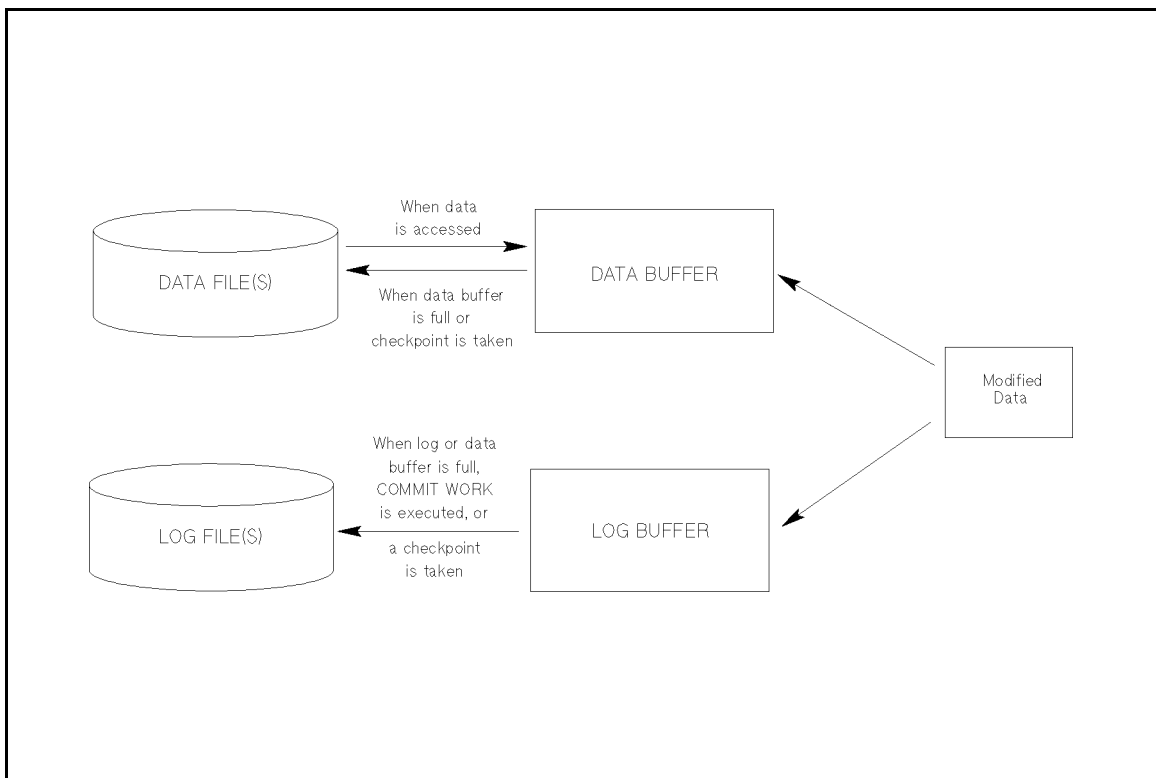 When data
is accessed
DATA FILE(S)
DATA BUFFER
When data buffer
is full or
checkpoint is taken
Modified
Data
When log or data
buffer is full,
COMMIT WORK
is executed, or
a checkpoint
is taken
LOG FILE(S)
LOG BUFFER